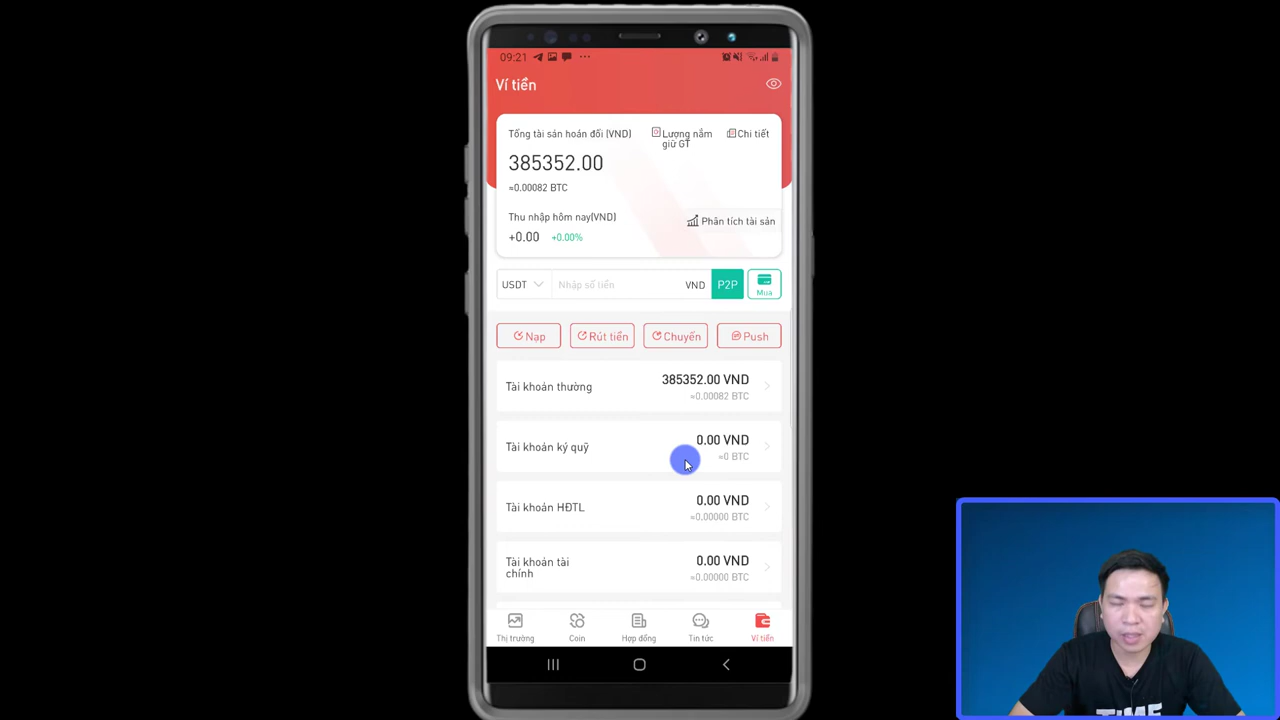 09:21
Ví tiền
Tổng tài sản hoán đổi (VND)
Lượng nắm
giữ GT
Chi tiết
385352.00
≈0.00082 BTC
Thu nhập hôm nay(VND)
+0.00 +0.00%
Phân tích tài sản
USDT Nhập số tiền VND P2P Mua
Nạp Rút tiền Chuyển Push
Tài khoản thường
385352.00 VND
≈0.00082 BTC
Tài khoản ký quỹ
0.00 VND
≈0 BTC
Tài khoản HĐTL
0.00 VND
≈0.00000 BTC
Tài khoản tài
chính
0.00 VND
≈0.00000 BTC
Thị trường Coin Hợp đồng Tin tức Ví tiền
TIME